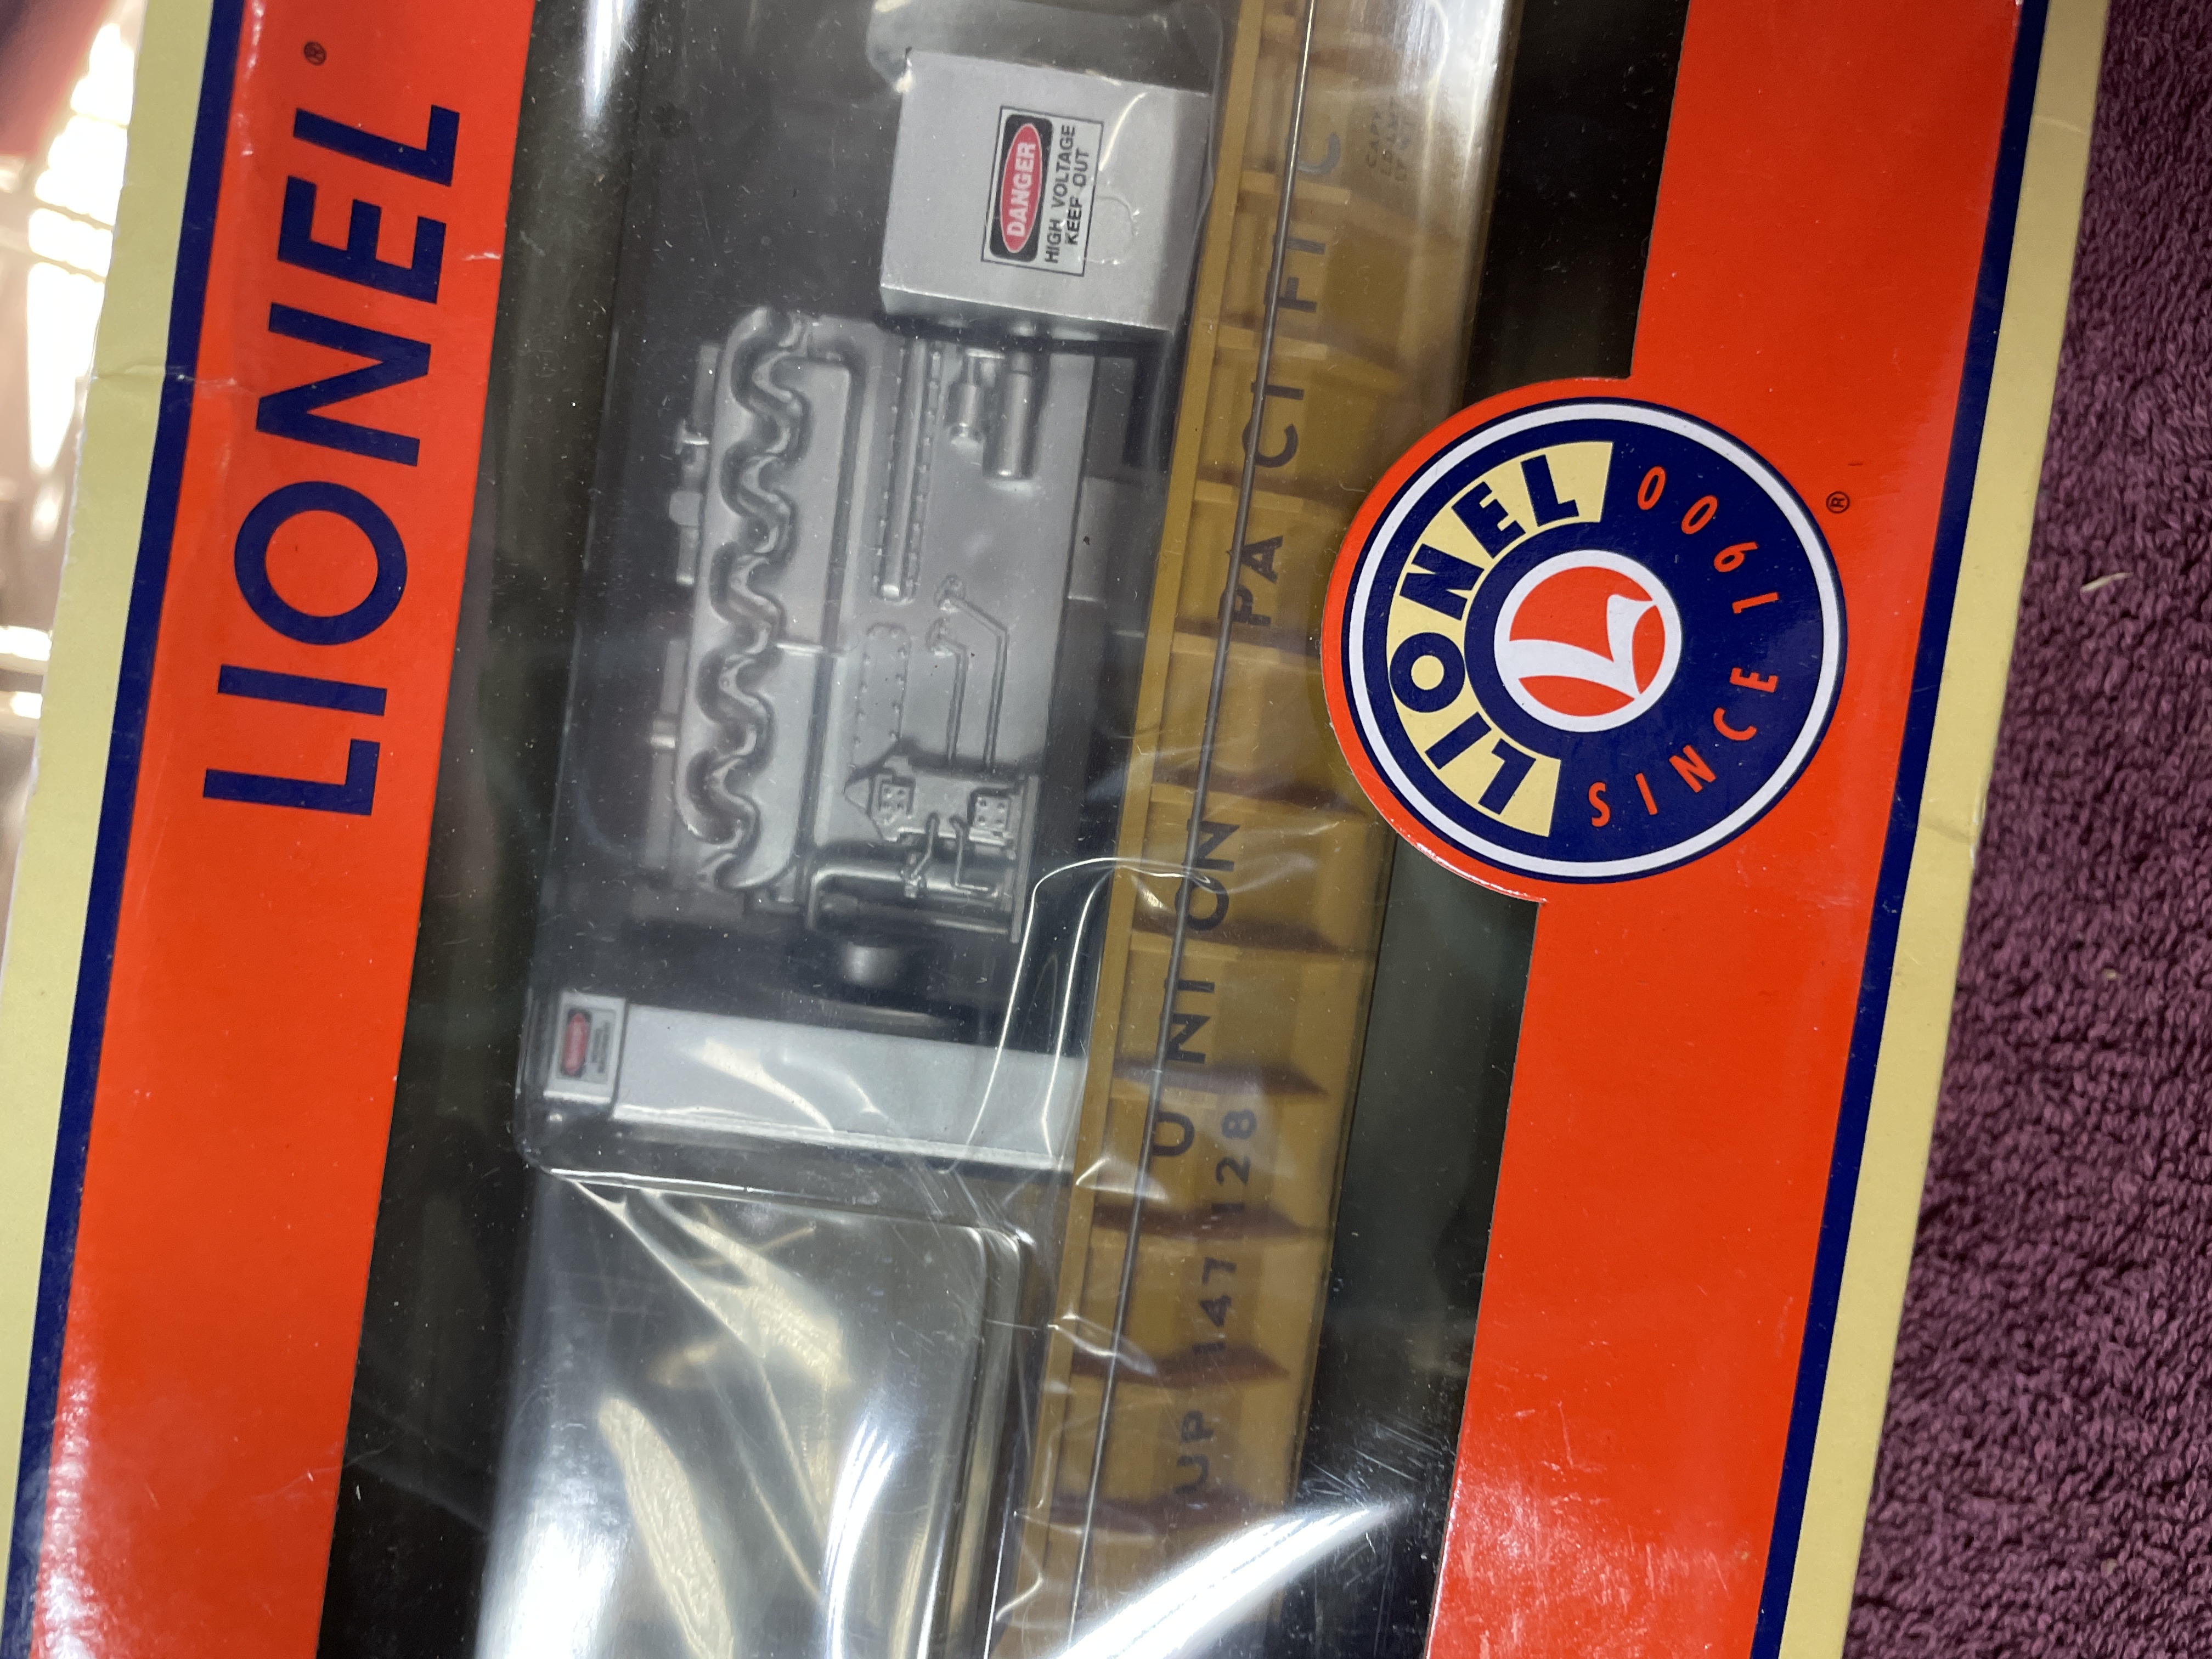 LIONEL®
DANGER
HIGH VOLTAGE
KEEP OUT
UNION PACIFIC
UP 147128
LIONEL
SINCE 1900
L
®